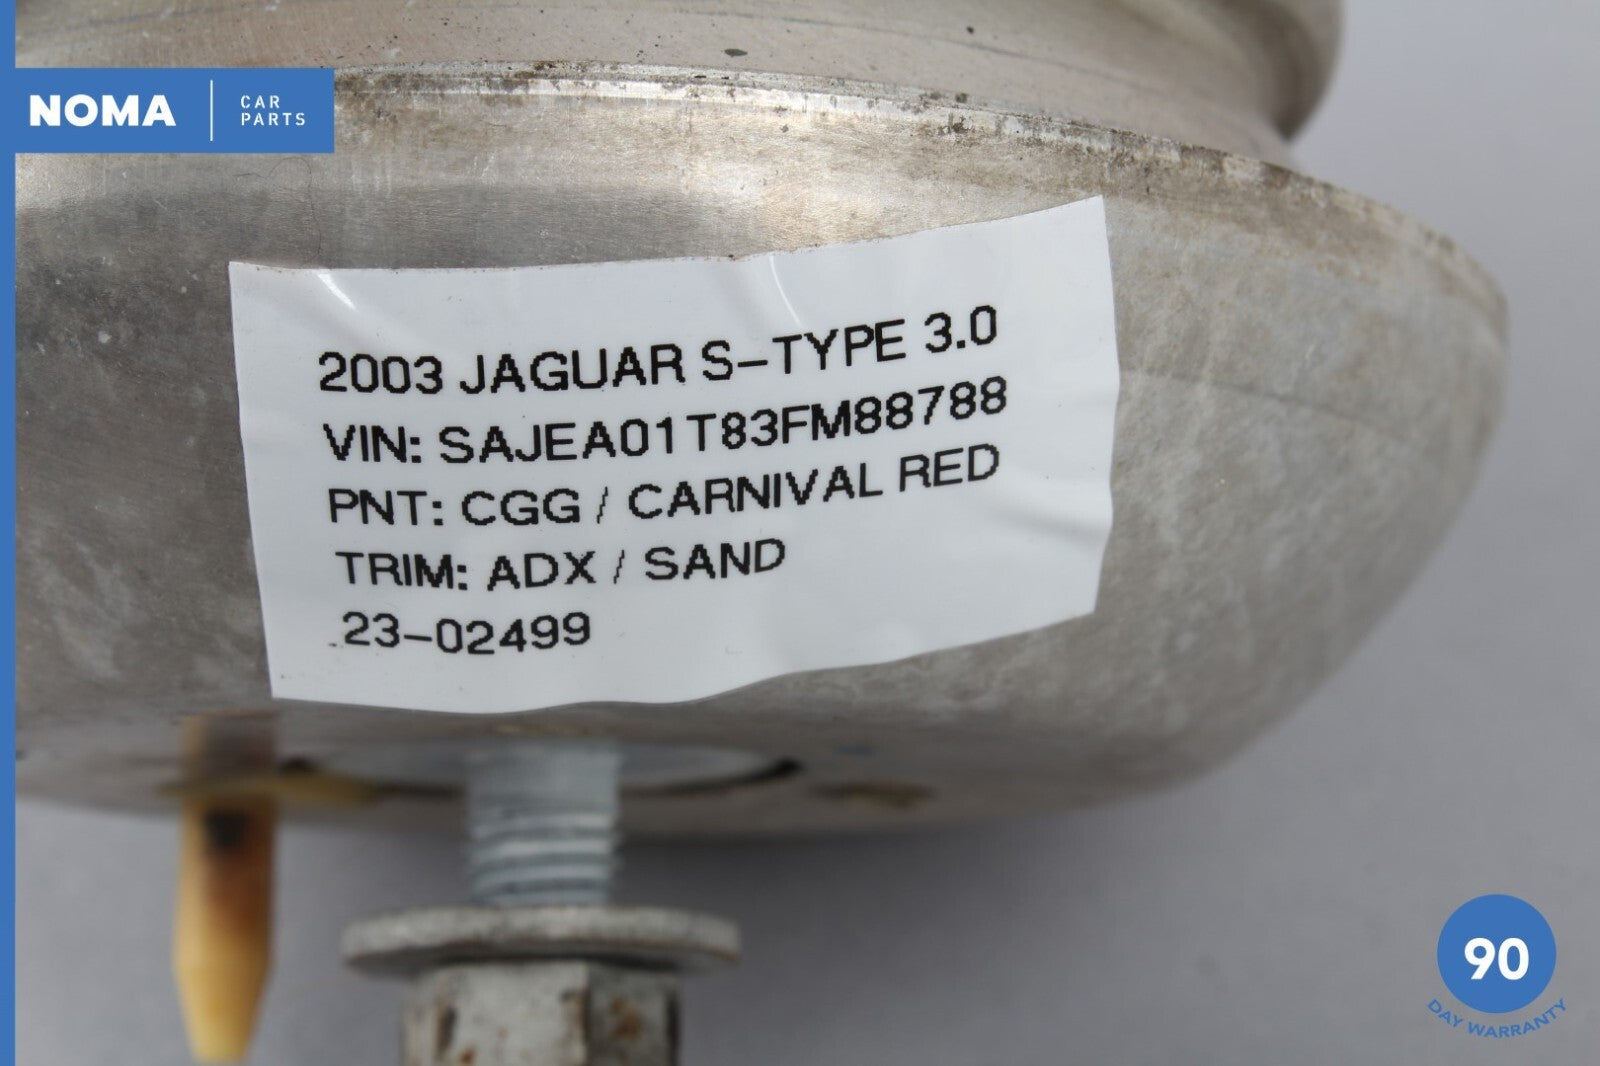 NOMA
CAR
PARTS
2003 JAGUAR S-TYPE 3.0
VIN: SAJEA01T83FM88788
PNT: CGG / CARNIVAL RED
TRIM: ADX / SAND
23-02499
90
DAY WARRANTY